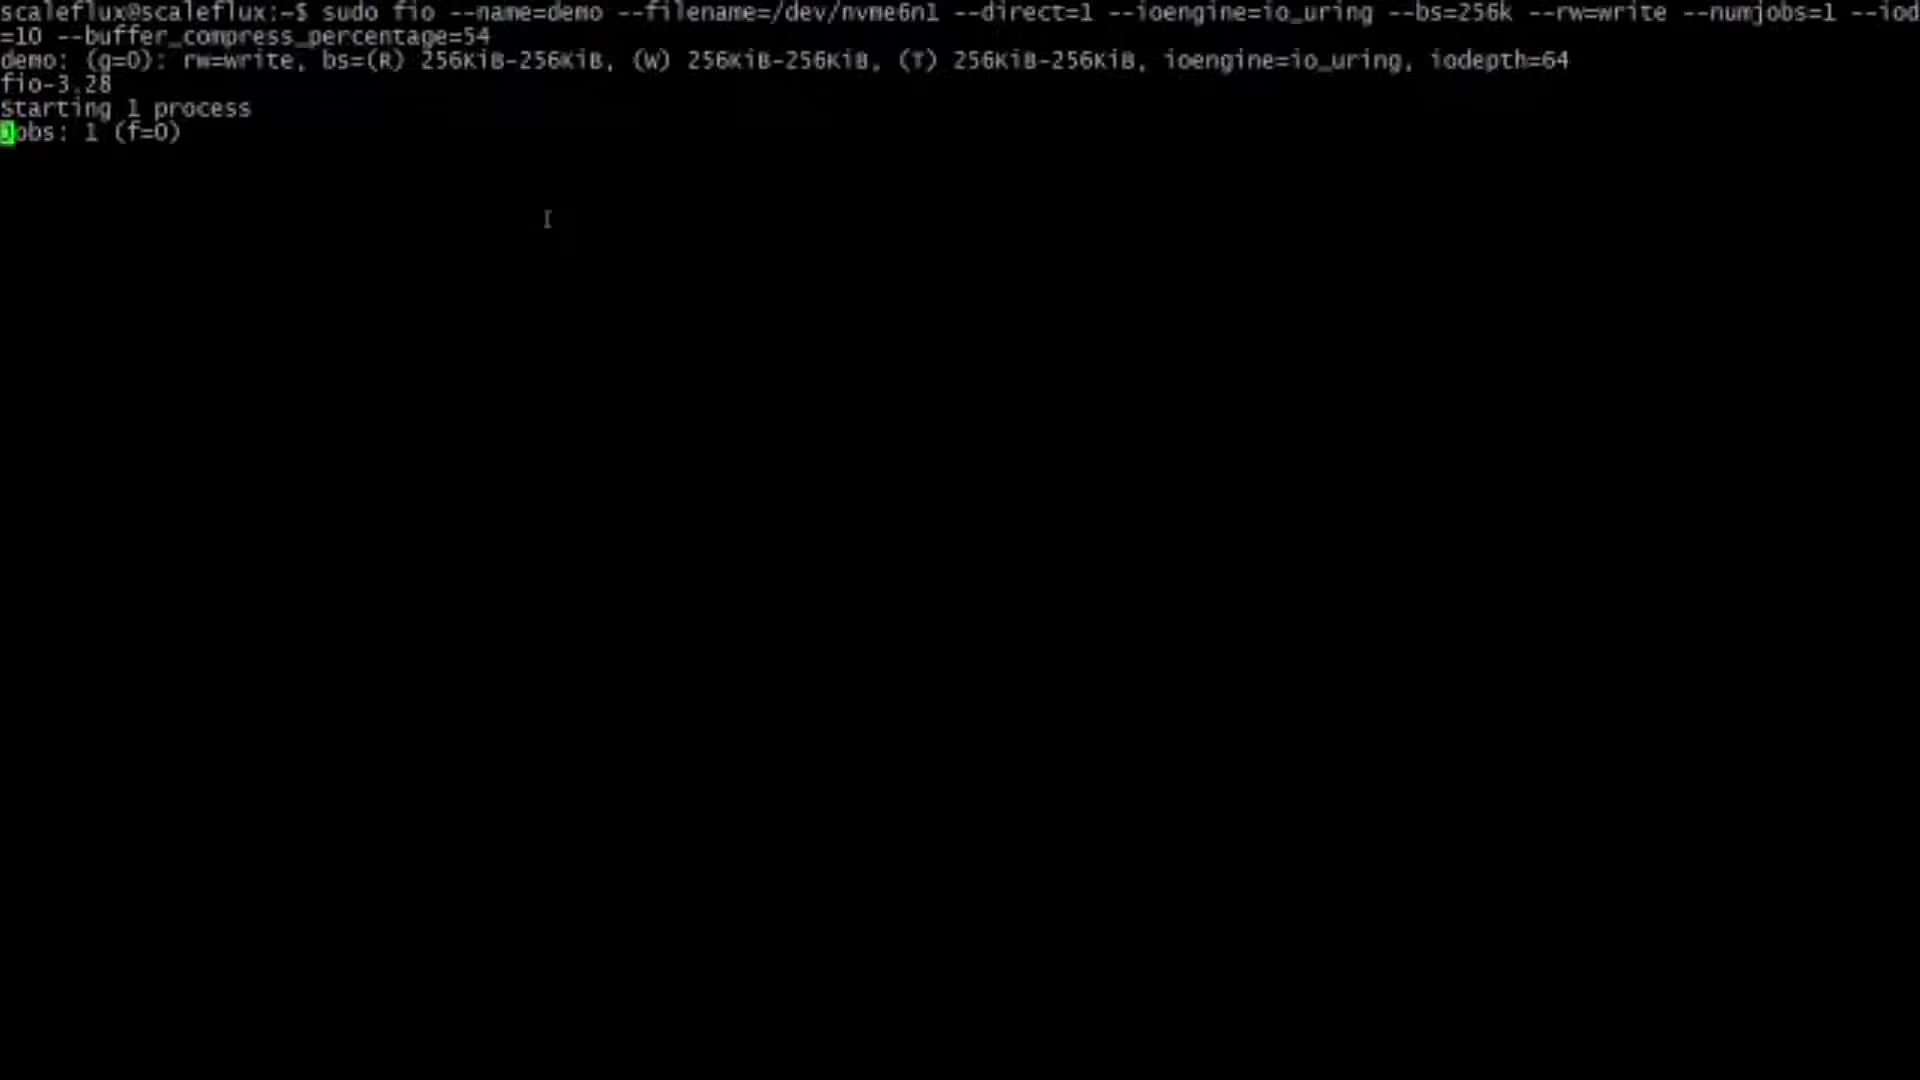 scaleflux@scaleflux:~$ sudo fio --name=demo --filename=/dev/nvme6n1 --direct=1 --ioengine=io_uring --bs=256k --rw=write --numjobs=1 --iod
=10 --buffer_compress_percentage=54
demo: (g=0): rw=write, bs=(R) 256KiB-256KiB, (W) 256KiB-256KiB, (T) 256KiB-256KiB, ioengine=io_uring, iodepth=64
fio-3.28
Starting 1 process
Jobs: 1 (f=0)